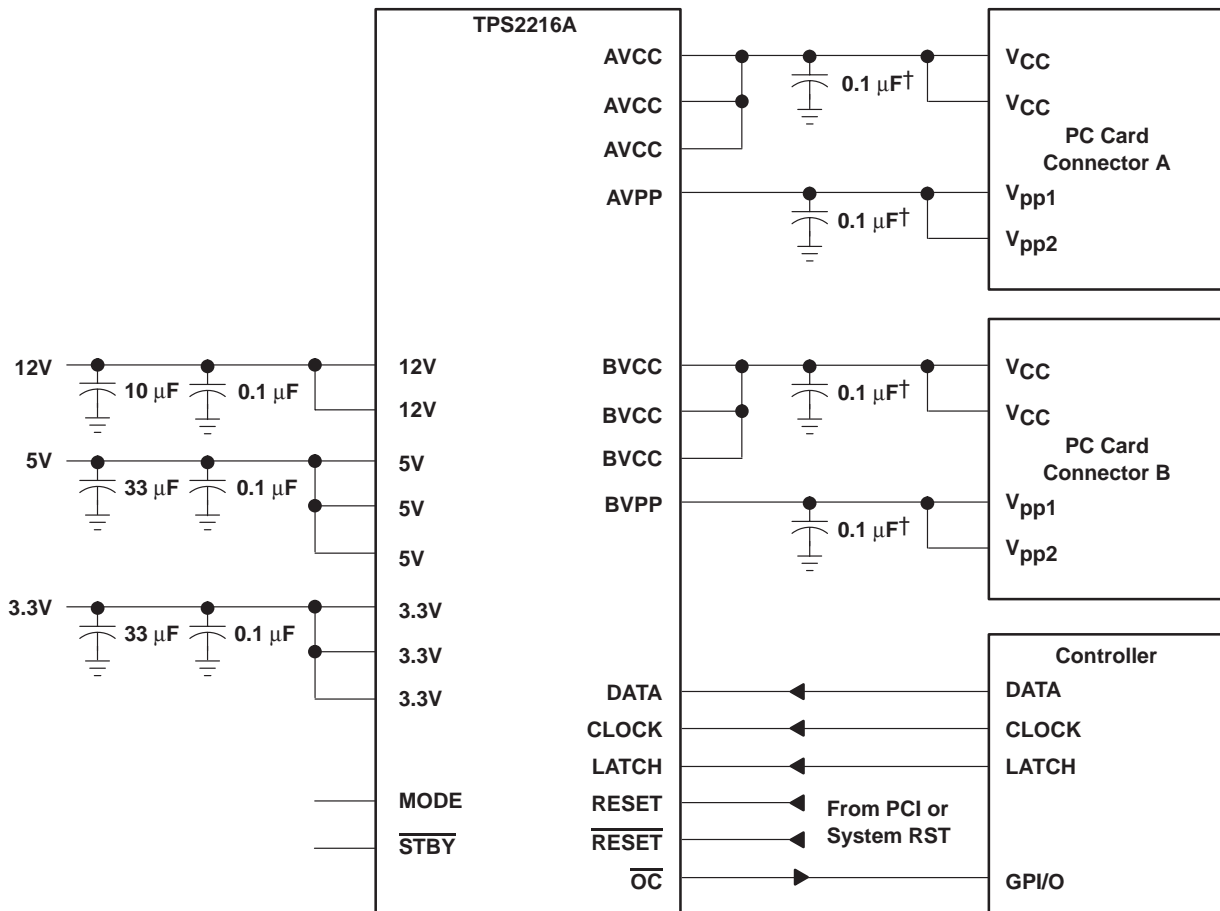 TPS2216A
AVCC
AVCC
AVCC
AVPP
0.1 μF†
0.1 μF†
VCC
VCC
PC Card
Connector A
Vpp1
Vpp2
12V
10 μF
0.1 μF
12V
12V
5V
33 μF
0.1 μF
5V
5V
5V
3.3V
33 μF
0.1 μF
3.3V
3.3V
3.3V
BVCC
BVCC
BVCC
BVPP
0.1 μF†
0.1 μF†
VCC
VCC
PC Card
Connector B
Vpp1
Vpp2
MODE
STBY
DATA
CLOCK
LATCH
RESET
RESET
OC
From PCI or
System RST
Controller
DATA
CLOCK
LATCH
GPI/O